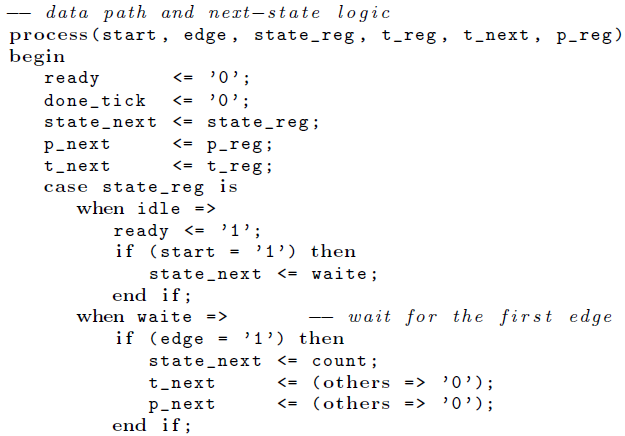 —— data path and next—state logic
process(start, edge, state_reg, t_reg, t_next, p_reg)
begin
   ready      <= ’0’;
   done_tick  <= ’0’;
   state_next <= state_reg;
   p_next     <= p_reg;
   t_next     <= t_reg;
   case state_reg is
      when idle =>
         ready <= ’1’;
         if (start = ’1’) then
            state_next <= waite;
         end if;
      when waite =>      —— wait for the first edge
         if (edge = ’1’) then
            state_next <= count;
            t_next     <= (others => ’0’);
            p_next     <= (others => ’0’);
         end if;